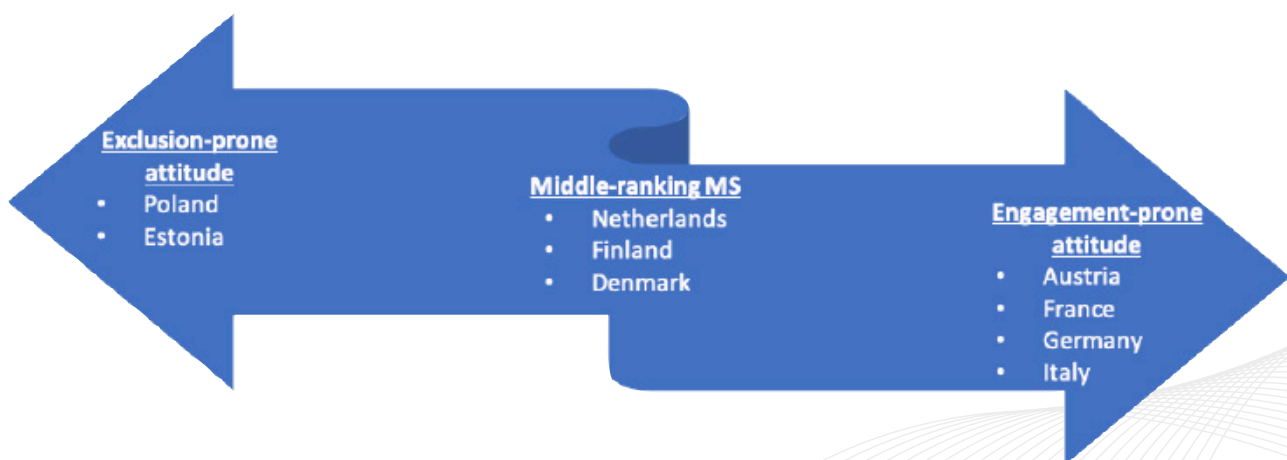 Exclusion-prone
attitude
• Poland
• Estonia
Middle-ranking MS
• Netherlands
• Finland
• Denmark
Engagement-prone
attitude
• Austria
• France
• Germany
• Italy